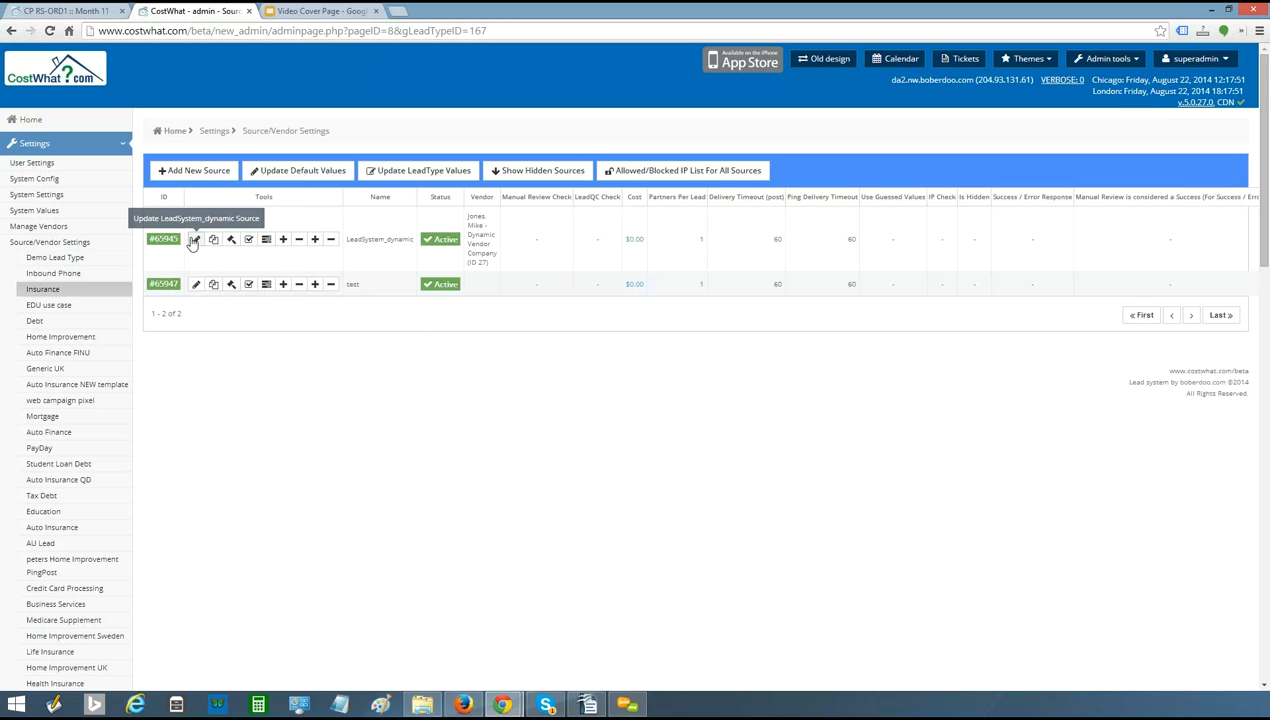 CP RS-ORD1 :: Month 11
CostWhat - admin - Sour
Video Cover Page - Goog
www.costwhat.com/beta/new_admin/adminpage.php?pageID=8&gLeadTypeID=167
CostWhat?.com
Available on the iPhone
App Store
Old design
Calendar
Tickets
Themes
Admin tools
superadmin
da2.nw.boberdoo.com (204.93.131.61) VERBOSE: 0 Chicago: Friday, August 22, 2014 12:17:51
London: Friday, August 22, 2014 18:17:51
v.5.0.27.0 CDN
Home
Settings
User Settings
System Config
System Settings
System Values
Manage Vendors
Source/Vendor Settings
Demo Lead Type
Inbound Phone
Insurance
EDU use case
Debt
Home Improvement
Auto Finance FINU
Generic UK
Auto Insurance NEW template
web campaign pixel
Mortgage
Auto Finance
PayDay
Student Loan Debt
Auto Insurance QD
Tax Debt
Education
Auto Insurance
AU Lead
peters Home Improvement
PingPost
Credit Card Processing
Business Services
Medicare Supplement
Home Improvement Sweden
Life Insurance
Home Improvement UK
Health Insurance
Home Settings Source/Vendor Settings
Add New Source
Update Default Values
Update LeadType Values
Show Hidden Sources
Allowed/Blocked IP List For All Sources
ID Tools Name Status Vendor Manual Review Check LeadQC Check Cost Partners Per Lead Delivery Timeout (post) Ping Delivery Timeout Use Guessed Values IP Check Is Hidden Success / Error Response Manual Review is considered a Success (For Success / Erro
Update LeadSystem_dynamic Source
#65945 LeadSystem_dynamic Active
Jones,
Mike -
Dynamic
Vendor
Company
(ID 27)
- - $0.00 1 60 60 - - - - -
#65947 test Active - - $0.00 1 60 60 - - - - -
1 - 2 of 2
« First ‹ › Last »
www.costwhat.com/beta
Lead system by boberdoo.com ©2014
All Rights Reserved.